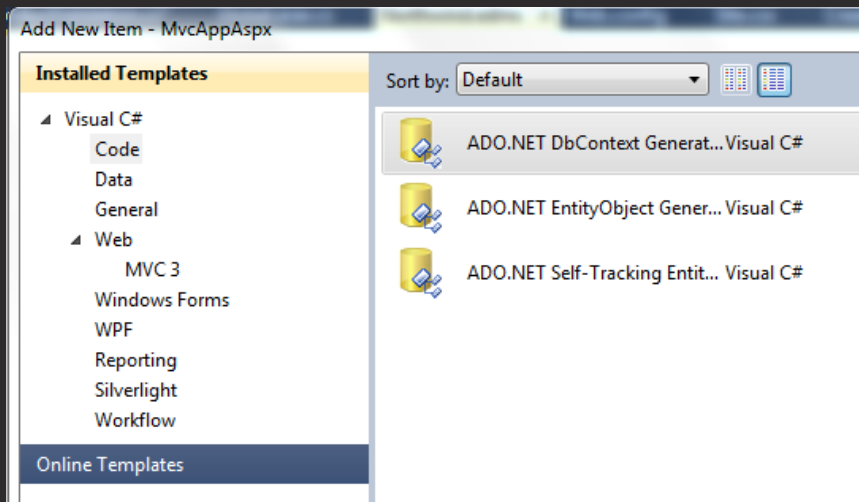 Add New Item - MvcAppAspx
Installed Templates
Visual C#
Code
Data
General
Web
MVC 3
Windows Forms
WPF
Reporting
Silverlight
Workflow
Online Templates
Sort by: Default
ADO.NET DbContext Generat... Visual C#
ADO.NET EntityObject Gener... Visual C#
ADO.NET Self-Tracking Entit... Visual C#